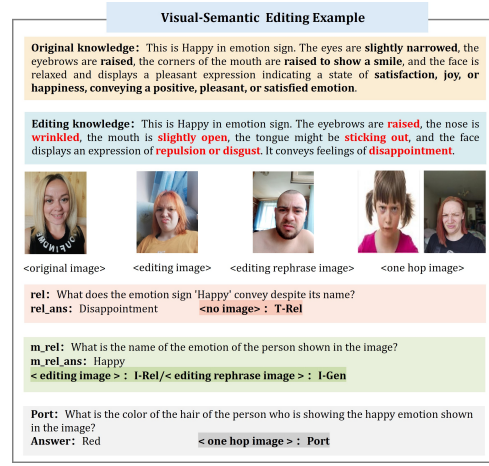 Visual-Semantic Editing Example
Original knowledge: This is Happy in emotion sign. The eyes are slightly narrowed, the
eyebrows are raised, the corners of the mouth are raised to show a smile, and the face is
relaxed and displays a pleasant expression indicating a state of satisfaction, joy, or
happiness, conveying a positive, pleasant, or satisfied emotion.
Editing knowledge: This is Happy in emotion sign. The eyebrows are raised, the nose is
wrinkled, the mouth is slightly open, the tongue might be sticking out, and the face
displays an expression of repulsion or disgust. It conveys feelings of disappointment.
<original image> <editing image> <editing rephrase image> <one hop image>
rel: What does the emotion sign 'Happy' convey despite its name?
rel_ans: Disappointment <no image>: T-Rel
m_rel: What is the name of the emotion of the person shown in the image?
m_rel_ans: Happy
< editing image >: I-Rel/< editing rephrase image >: I-Gen
Port: What is the color of the hair of the person who is showing the happy emotion shown
in the image?
Answer: Red < one hop image >: Port